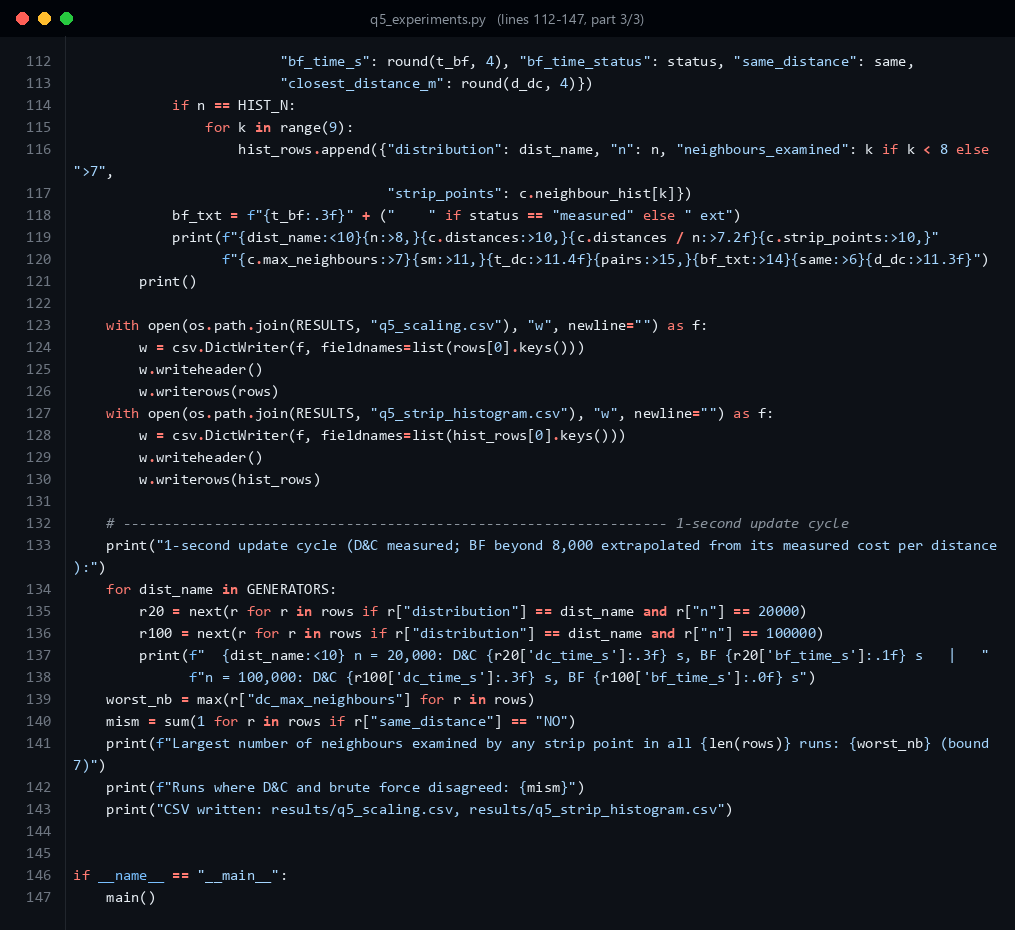 q5_experiments.py   (lines 112-147, part 3/3)
112                          "bf_time_s": round(t_bf, 4), "bf_time_status": status, "same_distance": same,
113                          "closest_distance_m": round(d_dc, 4)})
114             if n == HIST_N:
115                 for k in range(9):
116                     hist_rows.append({"distribution": dist_name, "n": n, "neighbours_examined": k if k < 8 else
">7",
117                                       "strip_points": c.neighbour_hist[k]})
118             bf_txt = f"{t_bf:.3f}" + ("    " if status == "measured" else " ext")
119             print(f"{dist_name:<10}{n:>8,}{c.distances:>10,}{c.distances / n:>7.2f}{c.strip_points:>10,}"
120                   f"{c.max_neighbours:>7}{sm:>11,}{t_dc:>11.4f}{pairs:>15,}{bf_txt:>14}{same:>6}{d_dc:>11.3f}")
121         print()
122
123     with open(os.path.join(RESULTS, "q5_scaling.csv"), "w", newline="") as f:
124         w = csv.DictWriter(f, fieldnames=list(rows[0].keys()))
125         w.writeheader()
126         w.writerows(rows)
127     with open(os.path.join(RESULTS, "q5_strip_histogram.csv"), "w", newline="") as f:
128         w = csv.DictWriter(f, fieldnames=list(hist_rows[0].keys()))
129         w.writeheader()
130         w.writerows(hist_rows)
131
132     # ------------------------------------------------------------------ 1-second update cycle
133     print("1-second update cycle (D&C measured; BF beyond 8,000 extrapolated from its measured cost per distance
):")
134     for dist_name in GENERATORS:
135         r20 = next(r for r in rows if r["distribution"] == dist_name and r["n"] == 20000)
136         r100 = next(r for r in rows if r["distribution"] == dist_name and r["n"] == 100000)
137         print(f"  {dist_name:<10} n = 20,000: D&C {r20['dc_time_s']:.3f} s, BF {r20['bf_time_s']:.1f} s   |   "
138               f"n = 100,000: D&C {r100['dc_time_s']:.3f} s, BF {r100['bf_time_s']:.0f} s")
139     worst_nb = max(r["dc_max_neighbours"] for r in rows)
140     mism = sum(1 for r in rows if r["same_distance"] == "NO")
141     print(f"Largest number of neighbours examined by any strip point in all {len(rows)} runs: {worst_nb} (bound
7)")
142     print(f"Runs where D&C and brute force disagreed: {mism}")
143     print("CSV written: results/q5_scaling.csv, results/q5_strip_histogram.csv")
144
145
146 if __name__ == "__main__":
147     main()